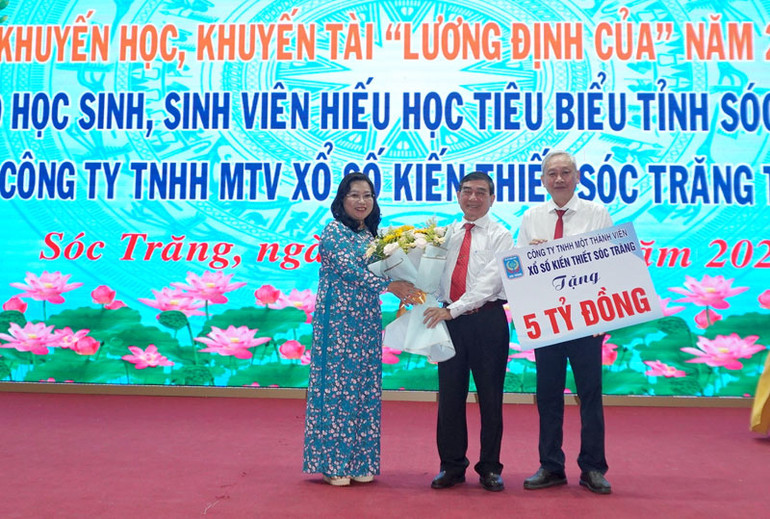 KHUYẾN HỌC, KHUYẾN TÀI “LƯƠNG ĐỊNH CỦA” NĂM 2
HỌC SINH, SINH VIÊN HIẾU HỌC TIÊU BIỂU TỈNH SÓC
CÔNG TY TNHH MTV XỔ SỐ KIẾN THIẾT SÓC TRĂNG T
Sóc Trăng, ngà
năm 202
CÔNG TY TNHH MỘT THÀNH VIÊN
XỔ SỐ KIẾN THIẾT SÓC TRĂNG
Tặng
5 TỶ ĐỒNG